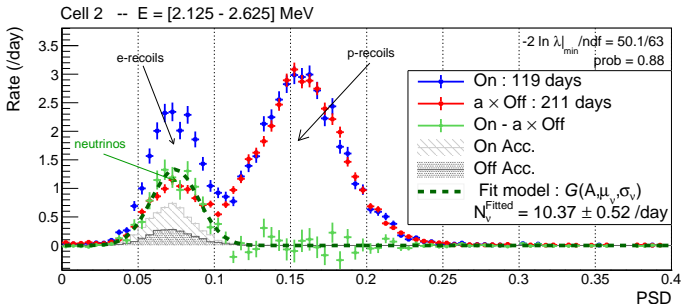 Cell 2 -- E = [2.125 - 2.625] MeV
Rate (/day)
3.5
3
2.5
2
1.5
1
0.5
0
e-recoils
p-recoils
neutrinos
-2 ln λ|min/ndf = 50.1/63
prob = 0.88
On : 119 days
a × Off : 211 days
On - a × Off
On Acc.
Off Acc.
Fit model : G(A,μν,σν)
NνFitted = 10.37 ± 0.52 /day
0 0.05 0.1 0.15 0.2 0.25 0.3 0.35 0.4
PSD